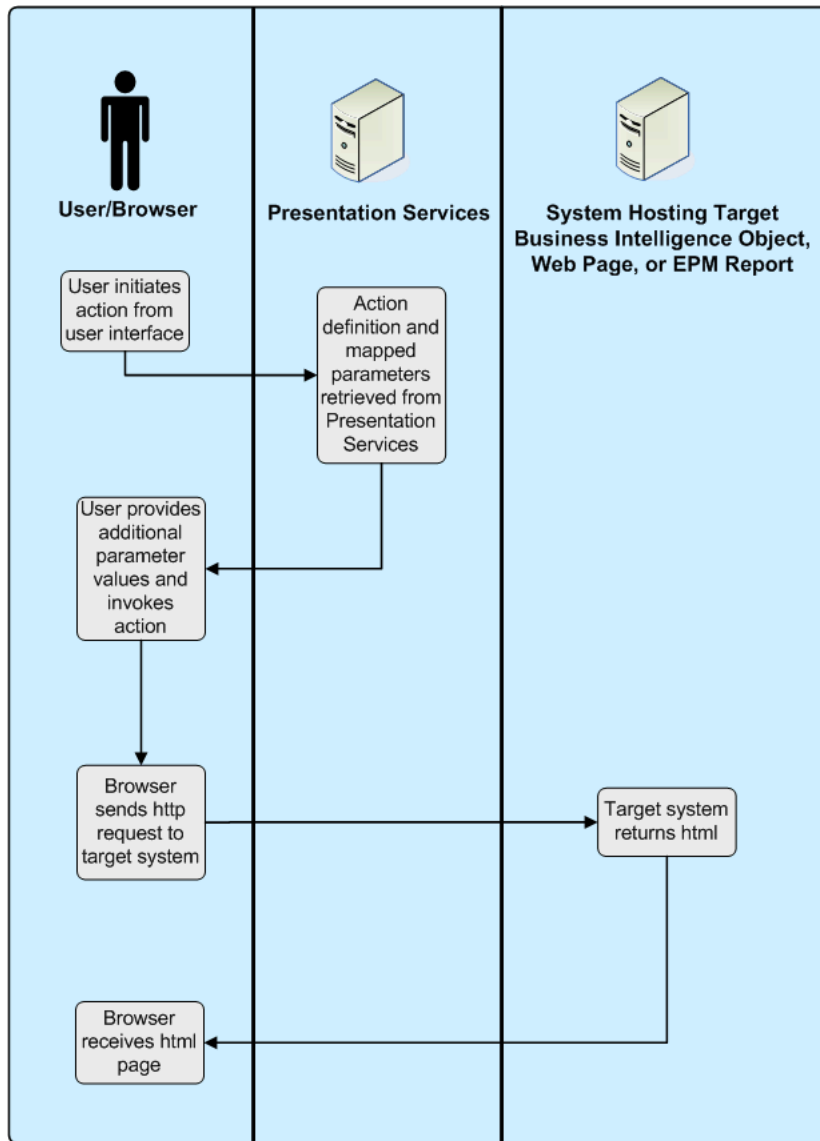 User/Browser
Presentation Services
System Hosting Target
Business Intelligence Object,
Web Page, or EPM Report
User initiates
action from
user interface
Action
definition and
mapped
parameters
retrieved from
Presentation
Services
User provides
additional
parameter
values and
invokes
action
Browser
sends http
request to
target system
Target system
returns html
Browser
receives html
page